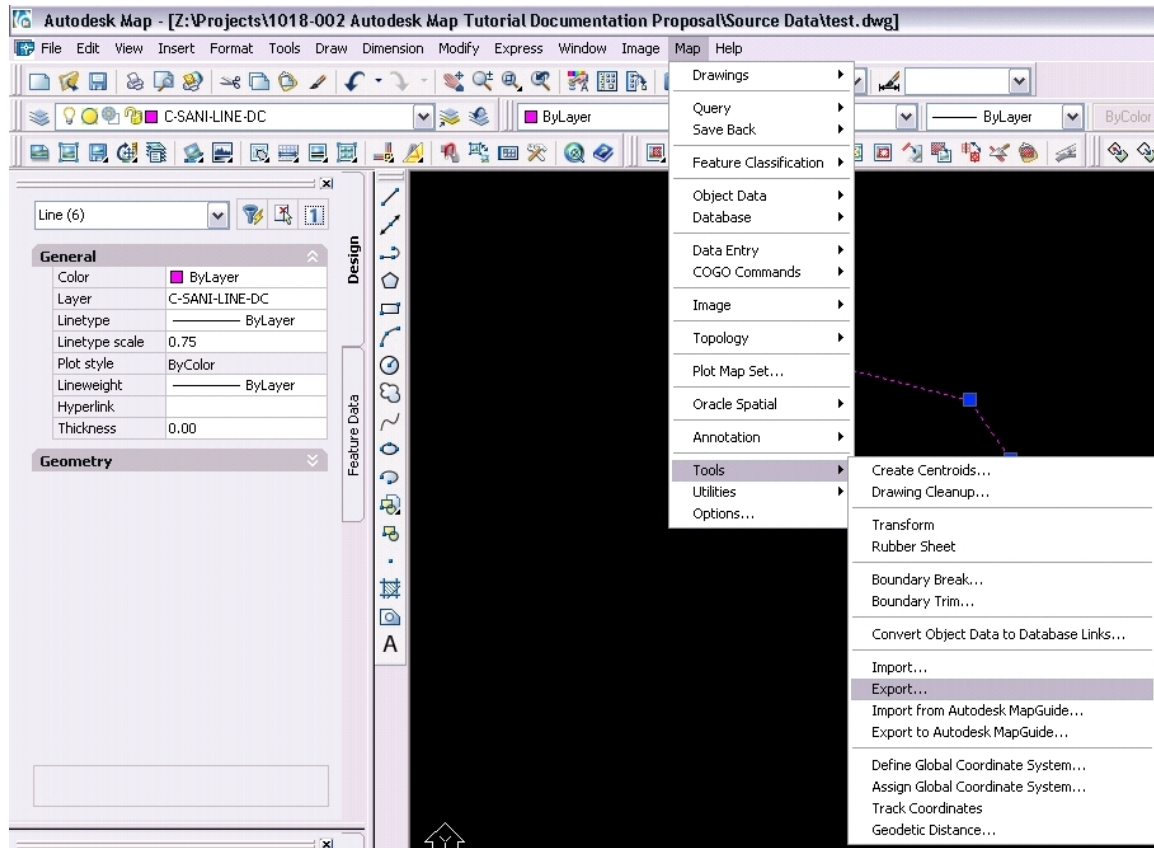 Autodesk Map - [Z:\Projects\1018-002 Autodesk Map Tutorial Documentation Proposal\Source Data\test.dwg]
File Edit View Insert Format Tools Draw Dimension Modify Express Window Image Map Help
C-SANI-LINE-DC
ByLayer
ByLayer
ByColor
Line (6)
1
General
Color ByLayer
Layer C-SANI-LINE-DC
Linetype ByLayer
Linetype scale 0.75
Plot style ByColor
Lineweight ByLayer
Hyperlink
Thickness 0.00
Geometry
Design
Feature Data
A
Drawings
Query
Save Back
Feature Classification
Object Data
Database
Data Entry
COGO Commands
Image
Topology
Plot Map Set...
Oracle Spatial
Annotation
Tools
Utilities
Options...
Create Centroids...
Drawing Cleanup...
Transform
Rubber Sheet
Boundary Break...
Boundary Trim...
Convert Object Data to Database Links...
Import...
Export...
Import from Autodesk MapGuide...
Export to Autodesk MapGuide...
Define Global Coordinate System...
Assign Global Coordinate System...
Track Coordinates
Geodetic Distance...
Y